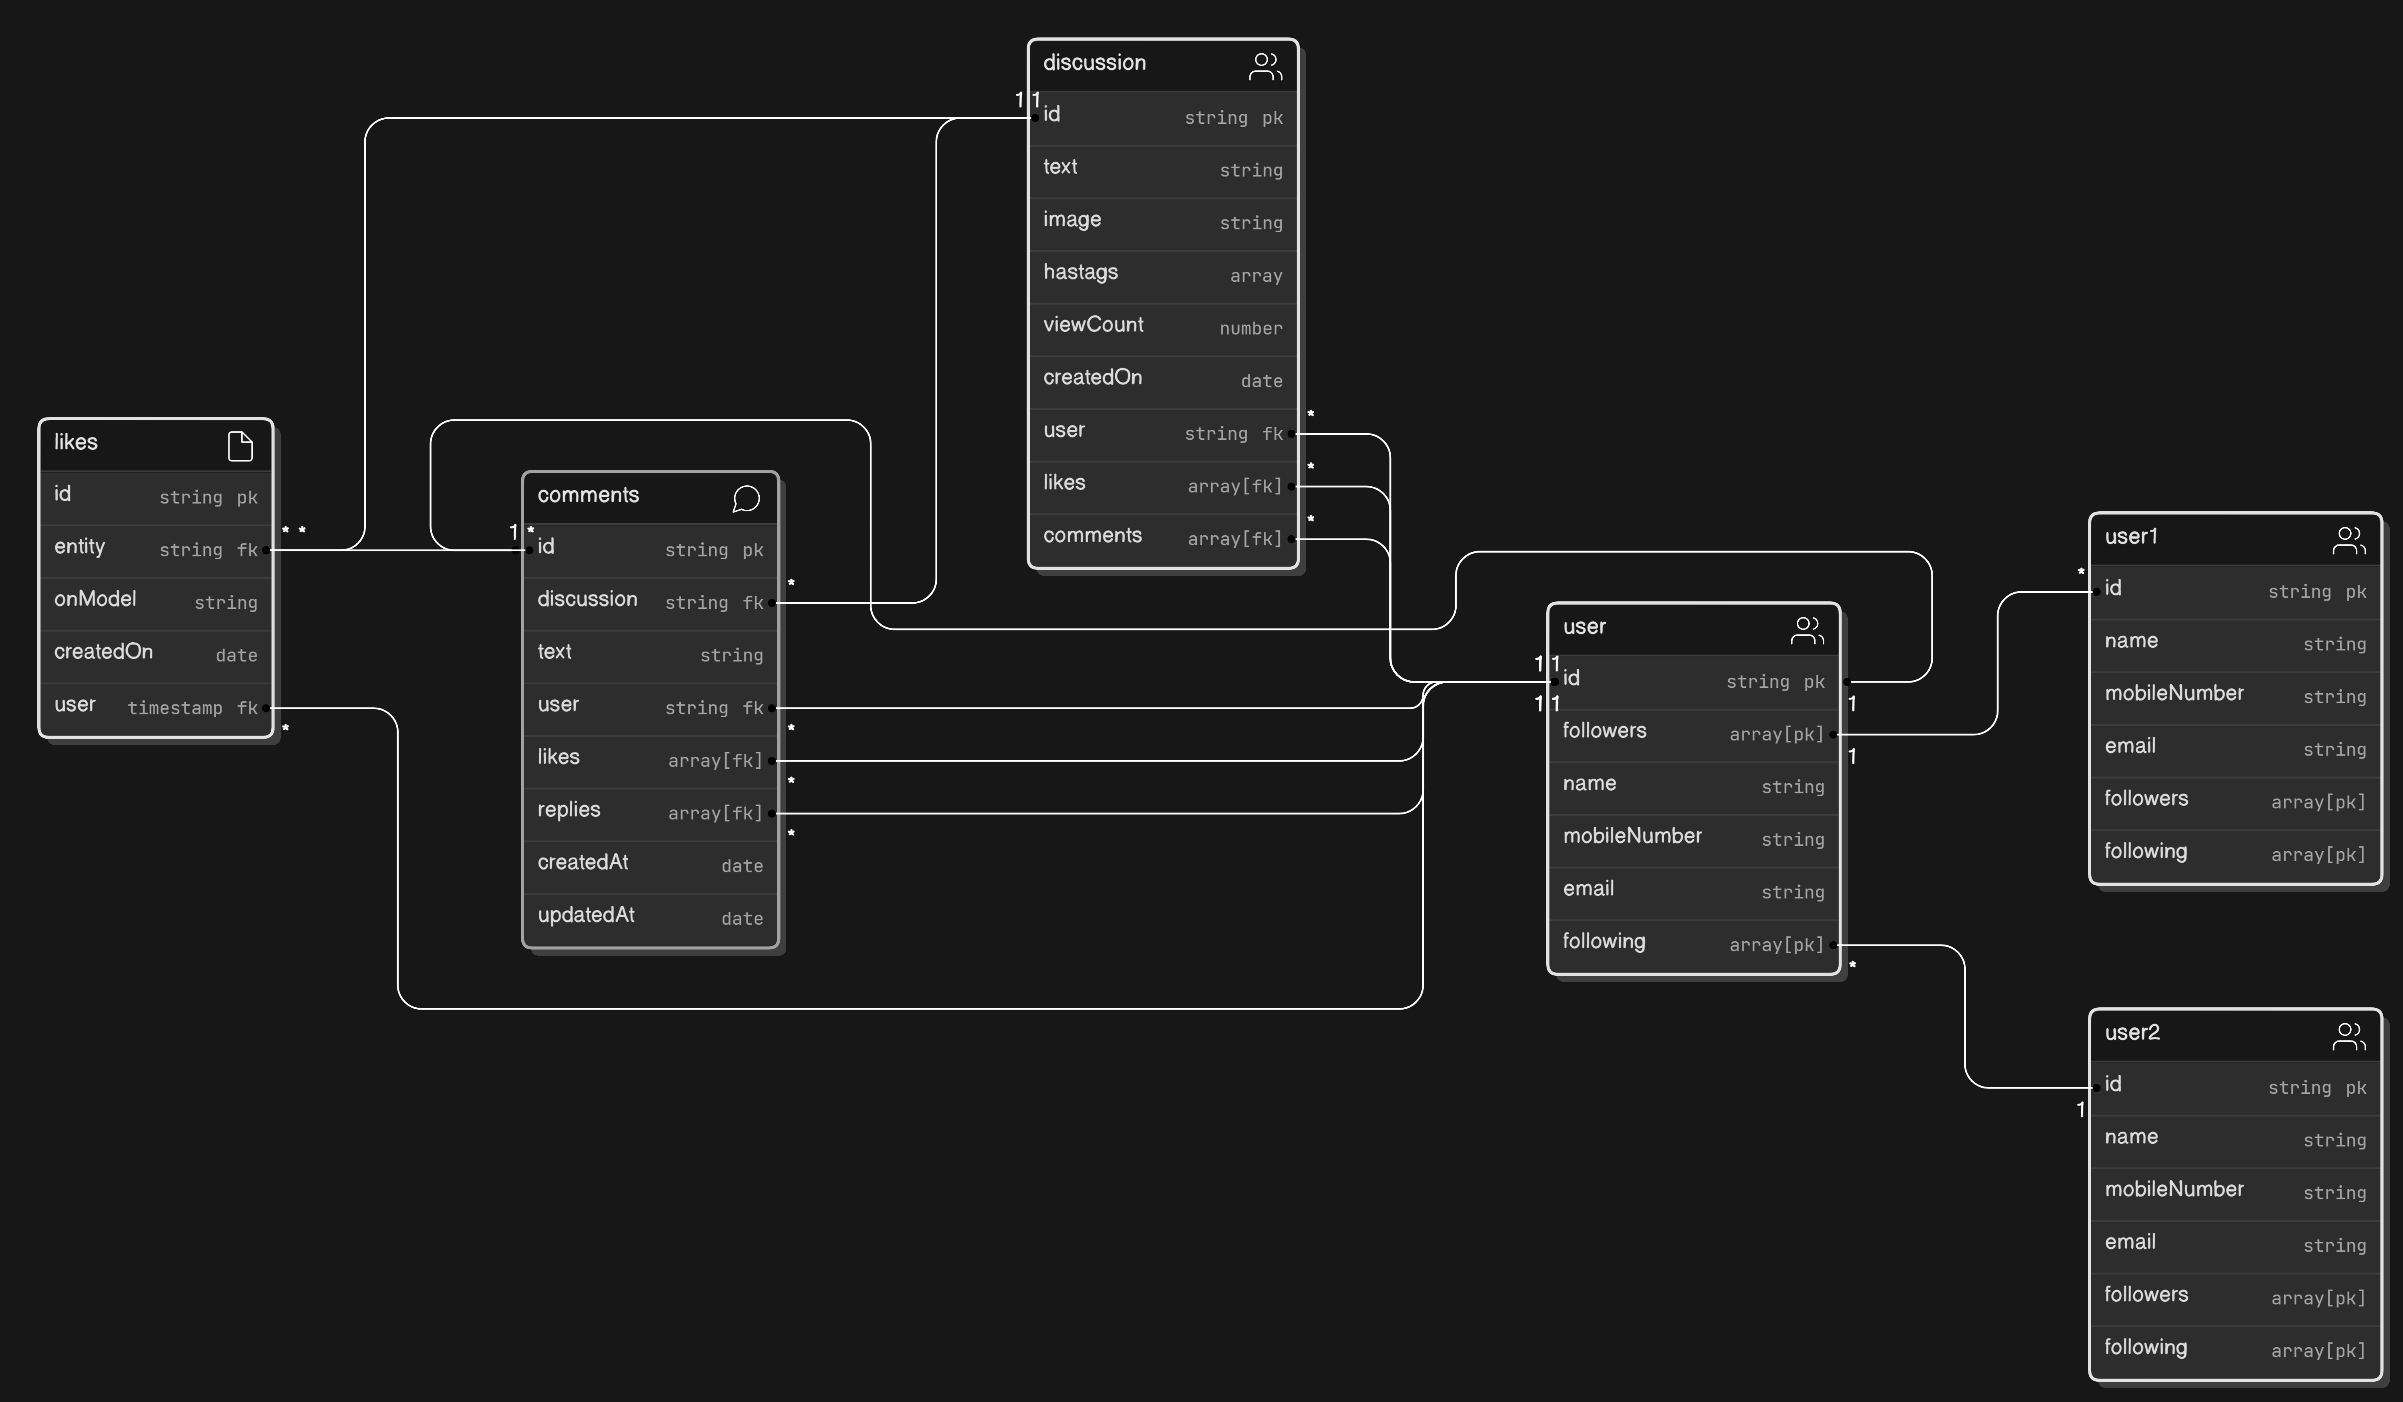 discussion
1 1
id string pk
text string
image string
hastags array
viewCount number
createdOn date
*
user string fk
*
likes array[fk]
*
comments array[fk]
likes
id string pk
* *
entity string fk
onModel string
createdOn date
user timestamp fk
*
comments
1 *
id string pk
*
discussion string fk
text string
user string fk
*
likes array[fk]
*
replies array[fk]
*
createdAt date
updatedAt date
user
1 1
id string pk
1 1
1
followers array[pk]
1
name string
mobileNumber string
email string
following array[pk]
*
user1
*
id string pk
name string
mobileNumber string
email string
followers array[pk]
following array[pk]
user2
id string pk
1
name string
mobileNumber string
email string
followers array[pk]
following array[pk]